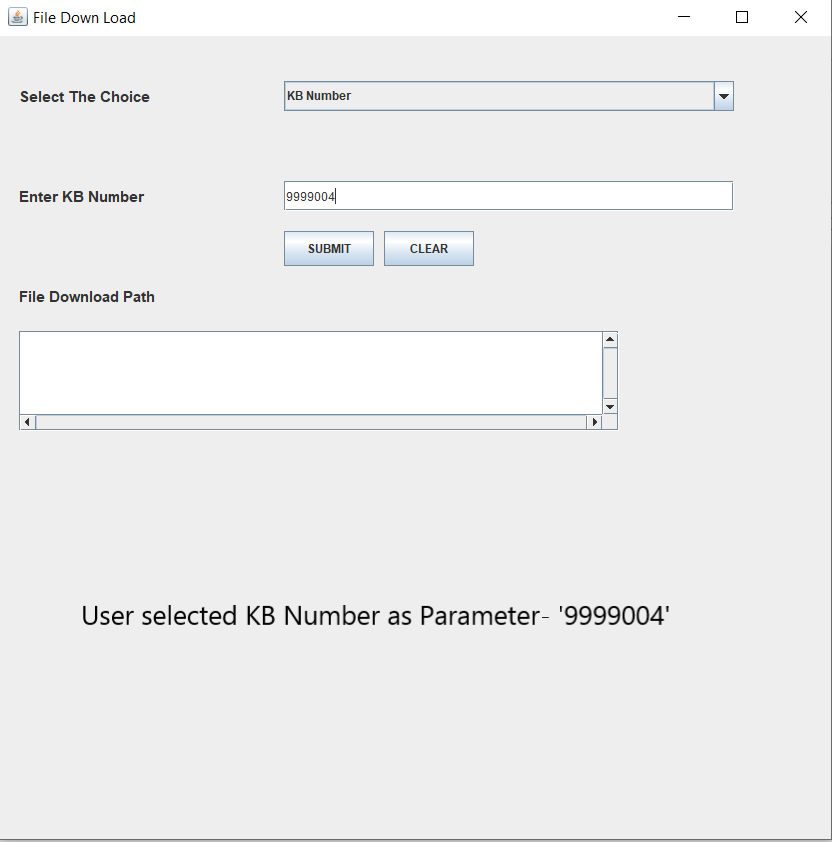 File Down Load
Select The Choice
KB Number
Enter KB Number
9999004
SUBMIT
CLEAR
File Download Path
User selected KB Number as Parameter- '9999004'